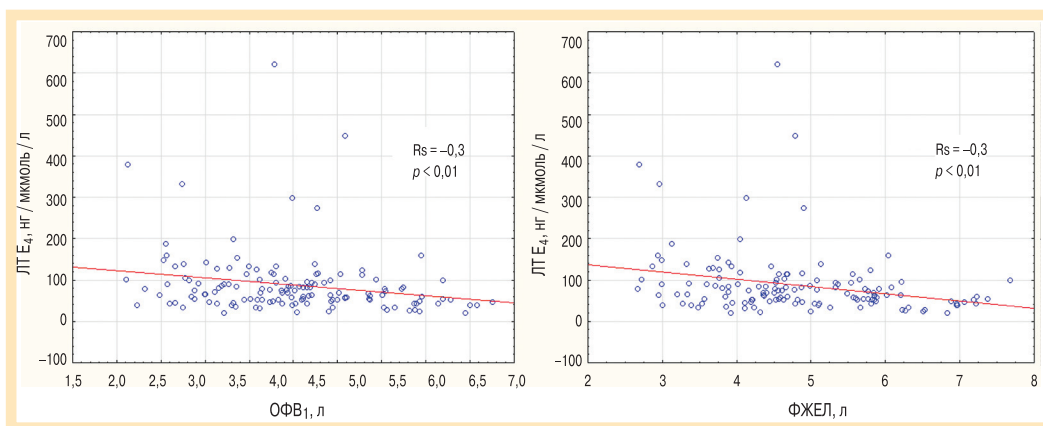 700
600
500
400
300
200
100
0
–100
ЛТ E₄, нг / мкмоль / л
Rs = –0,3
p < 0,01
1,5 2,0 2,5 3,0 3,5 4,0 4,5 5,0 5,5 6,0 6,5 7,0
ОФВ₁, л
700
600
500
400
300
200
100
0
–100
ЛТ E₄, нг / мкмоль / л
Rs = –0,3
p < 0,01
2 3 4 5 6 7 8
ФЖЕЛ, л